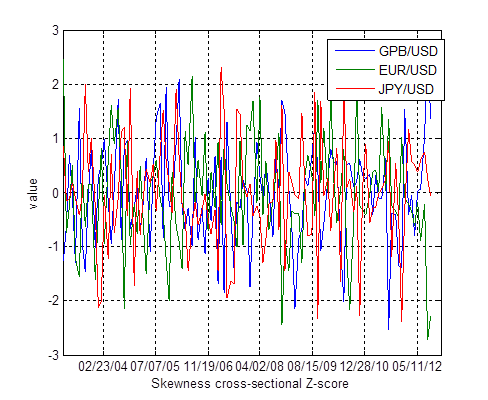 3
2
1
0
-1
-2
-3
value
GPB/USD
EUR/USD
JPY/USD
02/23/04 07/07/05 11/19/06 04/02/08 08/15/09 12/28/10 05/11/12
Skewness cross-sectional Z-score